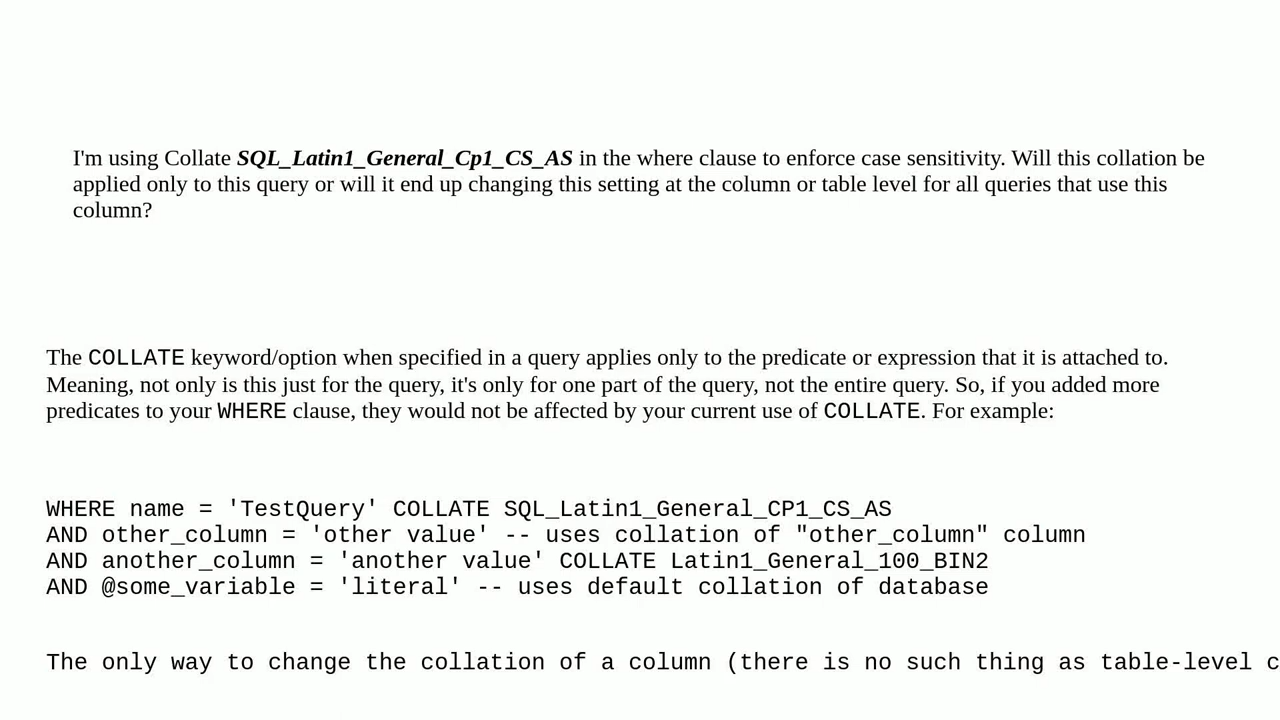 I'm using Collate SQL_Latin1_General_Cp1_CS_AS in the where clause to enforce case sensitivity. Will this collation be
applied only to this query or will it end up changing this setting at the column or table level for all queries that use this
column?
The COLLATE keyword/option when specified in a query applies only to the predicate or expression that it is attached to.
Meaning, not only is this just for the query, it's only for one part of the query, not the entire query. So, if you added more
predicates to your WHERE clause, they would not be affected by your current use of COLLATE. For example:
WHERE name = 'TestQuery' COLLATE SQL_Latin1_General_CP1_CS_AS
AND other_column = 'other value' -- uses collation of "other_column" column
AND another_column = 'another value' COLLATE Latin1_General_100_BIN2
AND @some_variable = 'literal' -- uses default collation of database
The only way to change the collation of a column (there is no such thing as table-level c